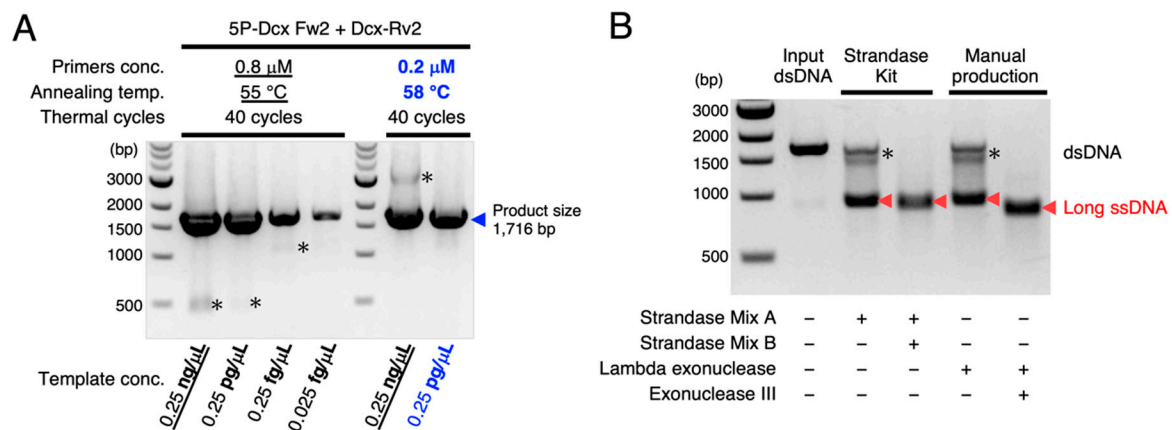 A
5P-Dcx Fw2 + Dcx-Rv2
Primers conc. 0.8 μM 0.2 μM
Annealing temp. 55 °C 58 °C
Thermal cycles 40 cycles 40 cycles
(bp)
3000
2000
1500
1000
500
*
*
*
*
Product size
1,716 bp
Template conc. 0.25 ng/μL 0.25 pg/μL 0.25 fg/μL 0.025 fg/μL 0.25 ng/μL 0.25 pg/μL
B
Input
dsDNA
Strandase
Kit
Manual
production
(bp)
3000
2000
1500
1000
500
*
*
dsDNA
Long ssDNA
Strandase Mix A – + + – –
Strandase Mix B – – + – –
Lambda exonuclease – – – – +
Exonuclease III – – – – +